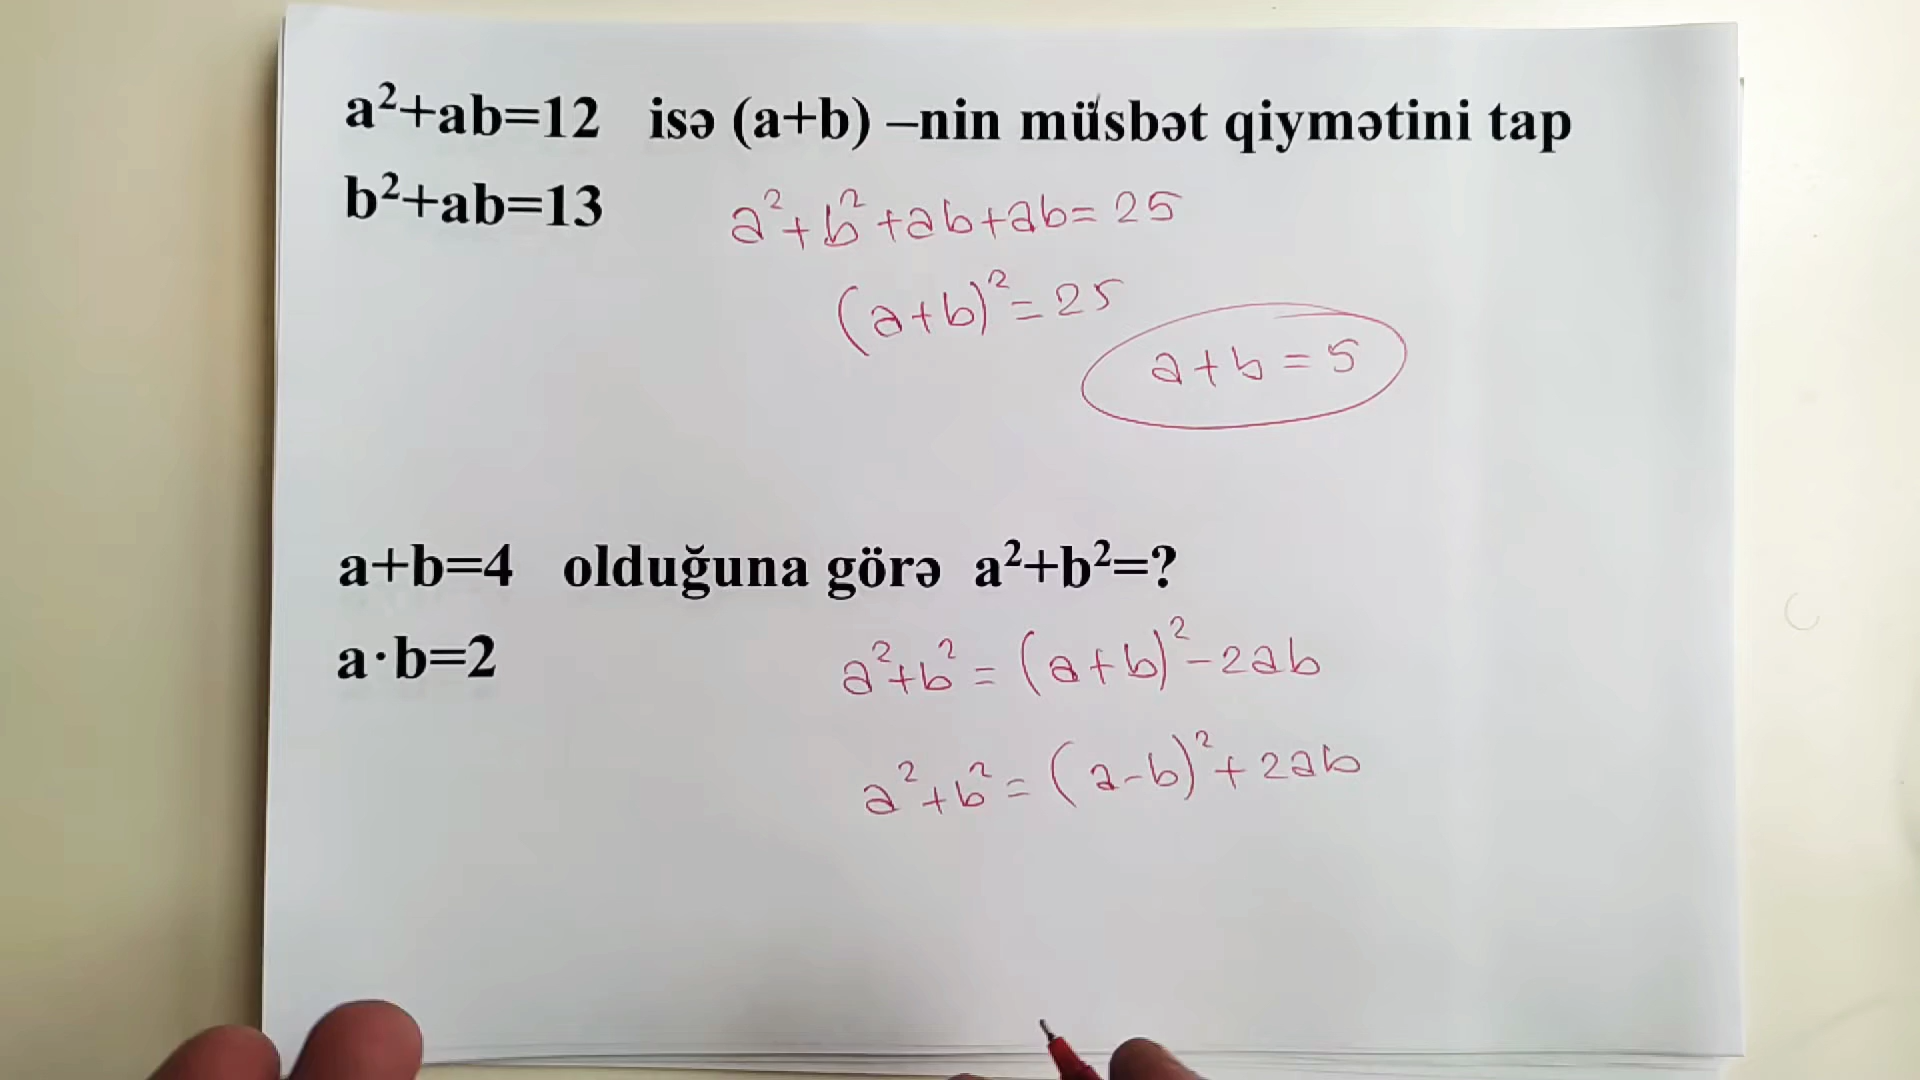 a²+ab=12 isə (a+b) –nin müsbət qiymətini tap
b²+ab=13
a²+b²+ab+ab=25
(a+b)²=25
a+b=5
a+b=4 olduğuna görə a²+b²=?
a·b=2
a²+b²=(a+b)²-2ab
a²+b²=(a-b)²+2ab